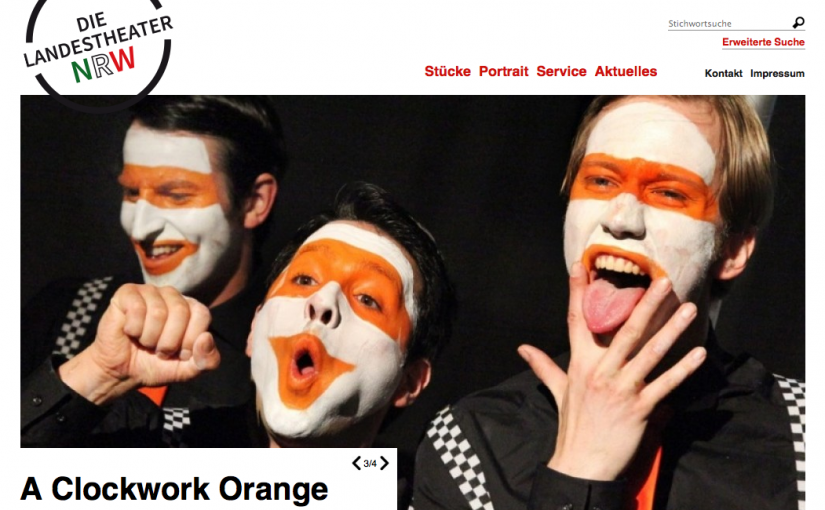 DIE
LANDESTHEATER
NRW
Stichwortsuche
Erweiterte Suche
Stücke Portrait Service Aktuelles
Kontakt Impressum
3/4
A Clockwork Orange